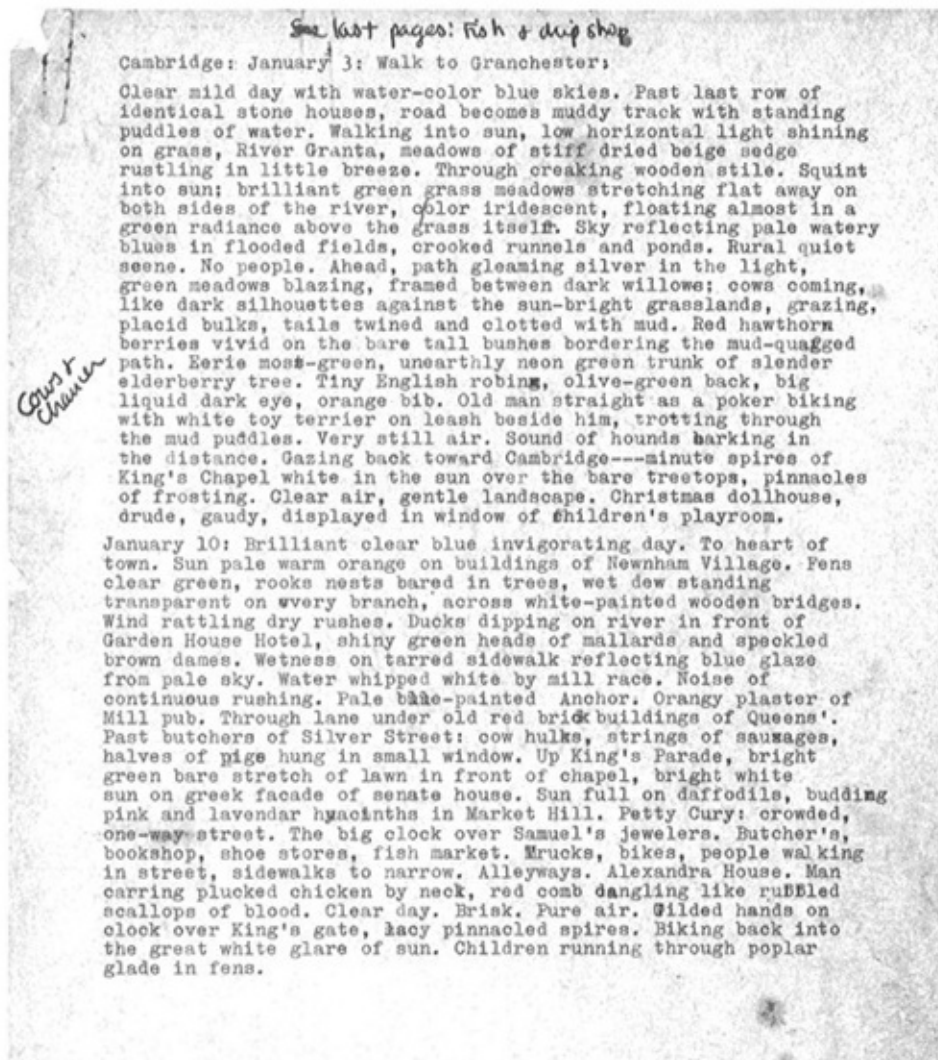 See last pages: Fish & chip shop
Cambridge: January 3: Walk to Granchester:
Clear mild day with water-color blue skies. Past last row of
identical stone houses, road becomes muddy track with standing
puddles of water. Walking into sun, low horizontal light shining
on grass, River Granta, meadows of stiff dried beige sedge
rustling in little breeze. Through creaking wooden stile. Squint
into sun; brilliant green grass meadows stretching flat away on
both sides of the river, color iridescent, floating almost in a
green radiance above the grass itself. Sky reflecting pale watery
blues in flooded fields, crooked runnels and ponds. Rural quiet
scene. No people. Ahead, path gleaming silver in the light,
green meadows blazing, framed between dark willows; cows coming,
like dark silhouettes against the sun-bright grasslands, grazing,
placid bulks, tails twined and clotted with mud. Red hawthorn
berries vivid on the bare tall bushes bordering the mud-quagged
path. Eerie moss-green, unearthly neon green trunk of slender
Cows &
Chaucer
elderberry tree. Tiny English robin, olive-green back, big
liquid dark eye, orange bib. Old man straight as a poker biking
with white toy terrier on leash beside him, trotting through
the mud puddles. Very still air. Sound of hounds barking in
the distance. Gazing back toward Cambridge---minute spires of
King's Chapel white in the sun over the bare treetops, pinnacles
of frosting. Clear air, gentle landscape. Christmas dollhouse,
drude, gaudy, displayed in window of children's playroom.
January 10: Brilliant clear blue invigorating day. To heart of
town. Sun pale warm orange on buildings of Newnham Village. Fens
clear green, rooks nests bared in trees, wet dew standing
transparent on every branch, across white-painted wooden bridges.
Wind rattling dry rushes. Ducks dipping on river in front of
Garden House Hotel, shiny green heads of mallards and speckled
brown dames. Wetness on tarred sidewalk reflecting blue glaze
from pale sky. Water whipped white by mill race. Noise of
continuous rushing. Pale blue-painted Anchor. Orangy plaster of
Mill pub. Through lane under old red brick buildings of Queens'.
Past butchers of Silver Street: cow hulks, strings of sausages,
halves of pigs hung in small window. Up King's Parade, bright
green bare stretch of lawn in front of chapel, bright white
sun on greek facade of senate house. Sun full on daffodils, budding
pink and lavendar hyacinths in Market Hill. Petty Cury: crowded,
one-way street. The big clock over Samuel's jewelers. Butcher's,
bookshop, shoe stores, fish market. Trucks, bikes, people walking
in street, sidewalks to narrow. Alleyways. Alexandra House. Man
carring plucked chicken by neck, red comb dangling like rubbled
scallops of blood. Clear day. Brisk. Pure air. Gilded hands on
clock over King's gate, lacy pinnacled spires. Biking back into
the great white glare of sun. Children running through poplar
glade in fens.